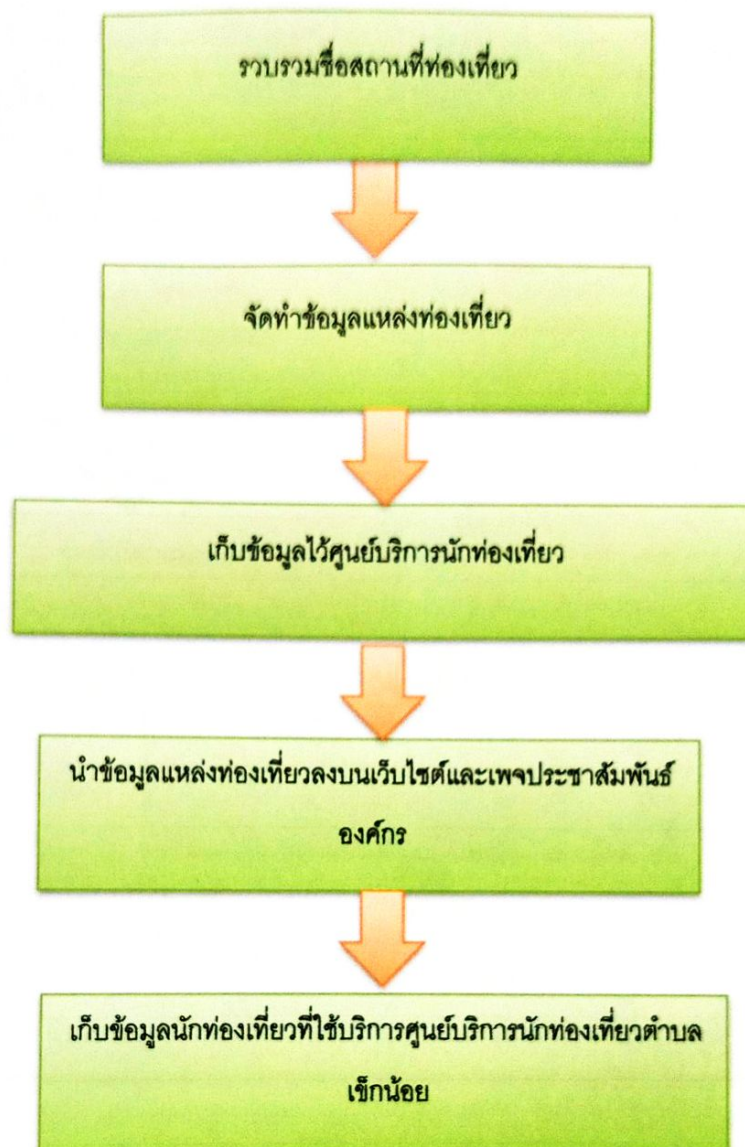 รวบรวมชื่อสถานที่ท่องเที่ยว
จัดทำข้อมูลแหล่งท่องเที่ยว
เก็บข้อมูลไว้ศูนย์บริการนักท่องเที่ยว
นำข้อมูลแหล่งท่องเที่ยวลงบนเว็บไซต์และเพจประชาสัมพันธ์
องค์กร
เก็บข้อมูลนักท่องเที่ยวที่ใช้บริการศูนย์บริการนักท่องเที่ยวตำบล
เข็กน้อย